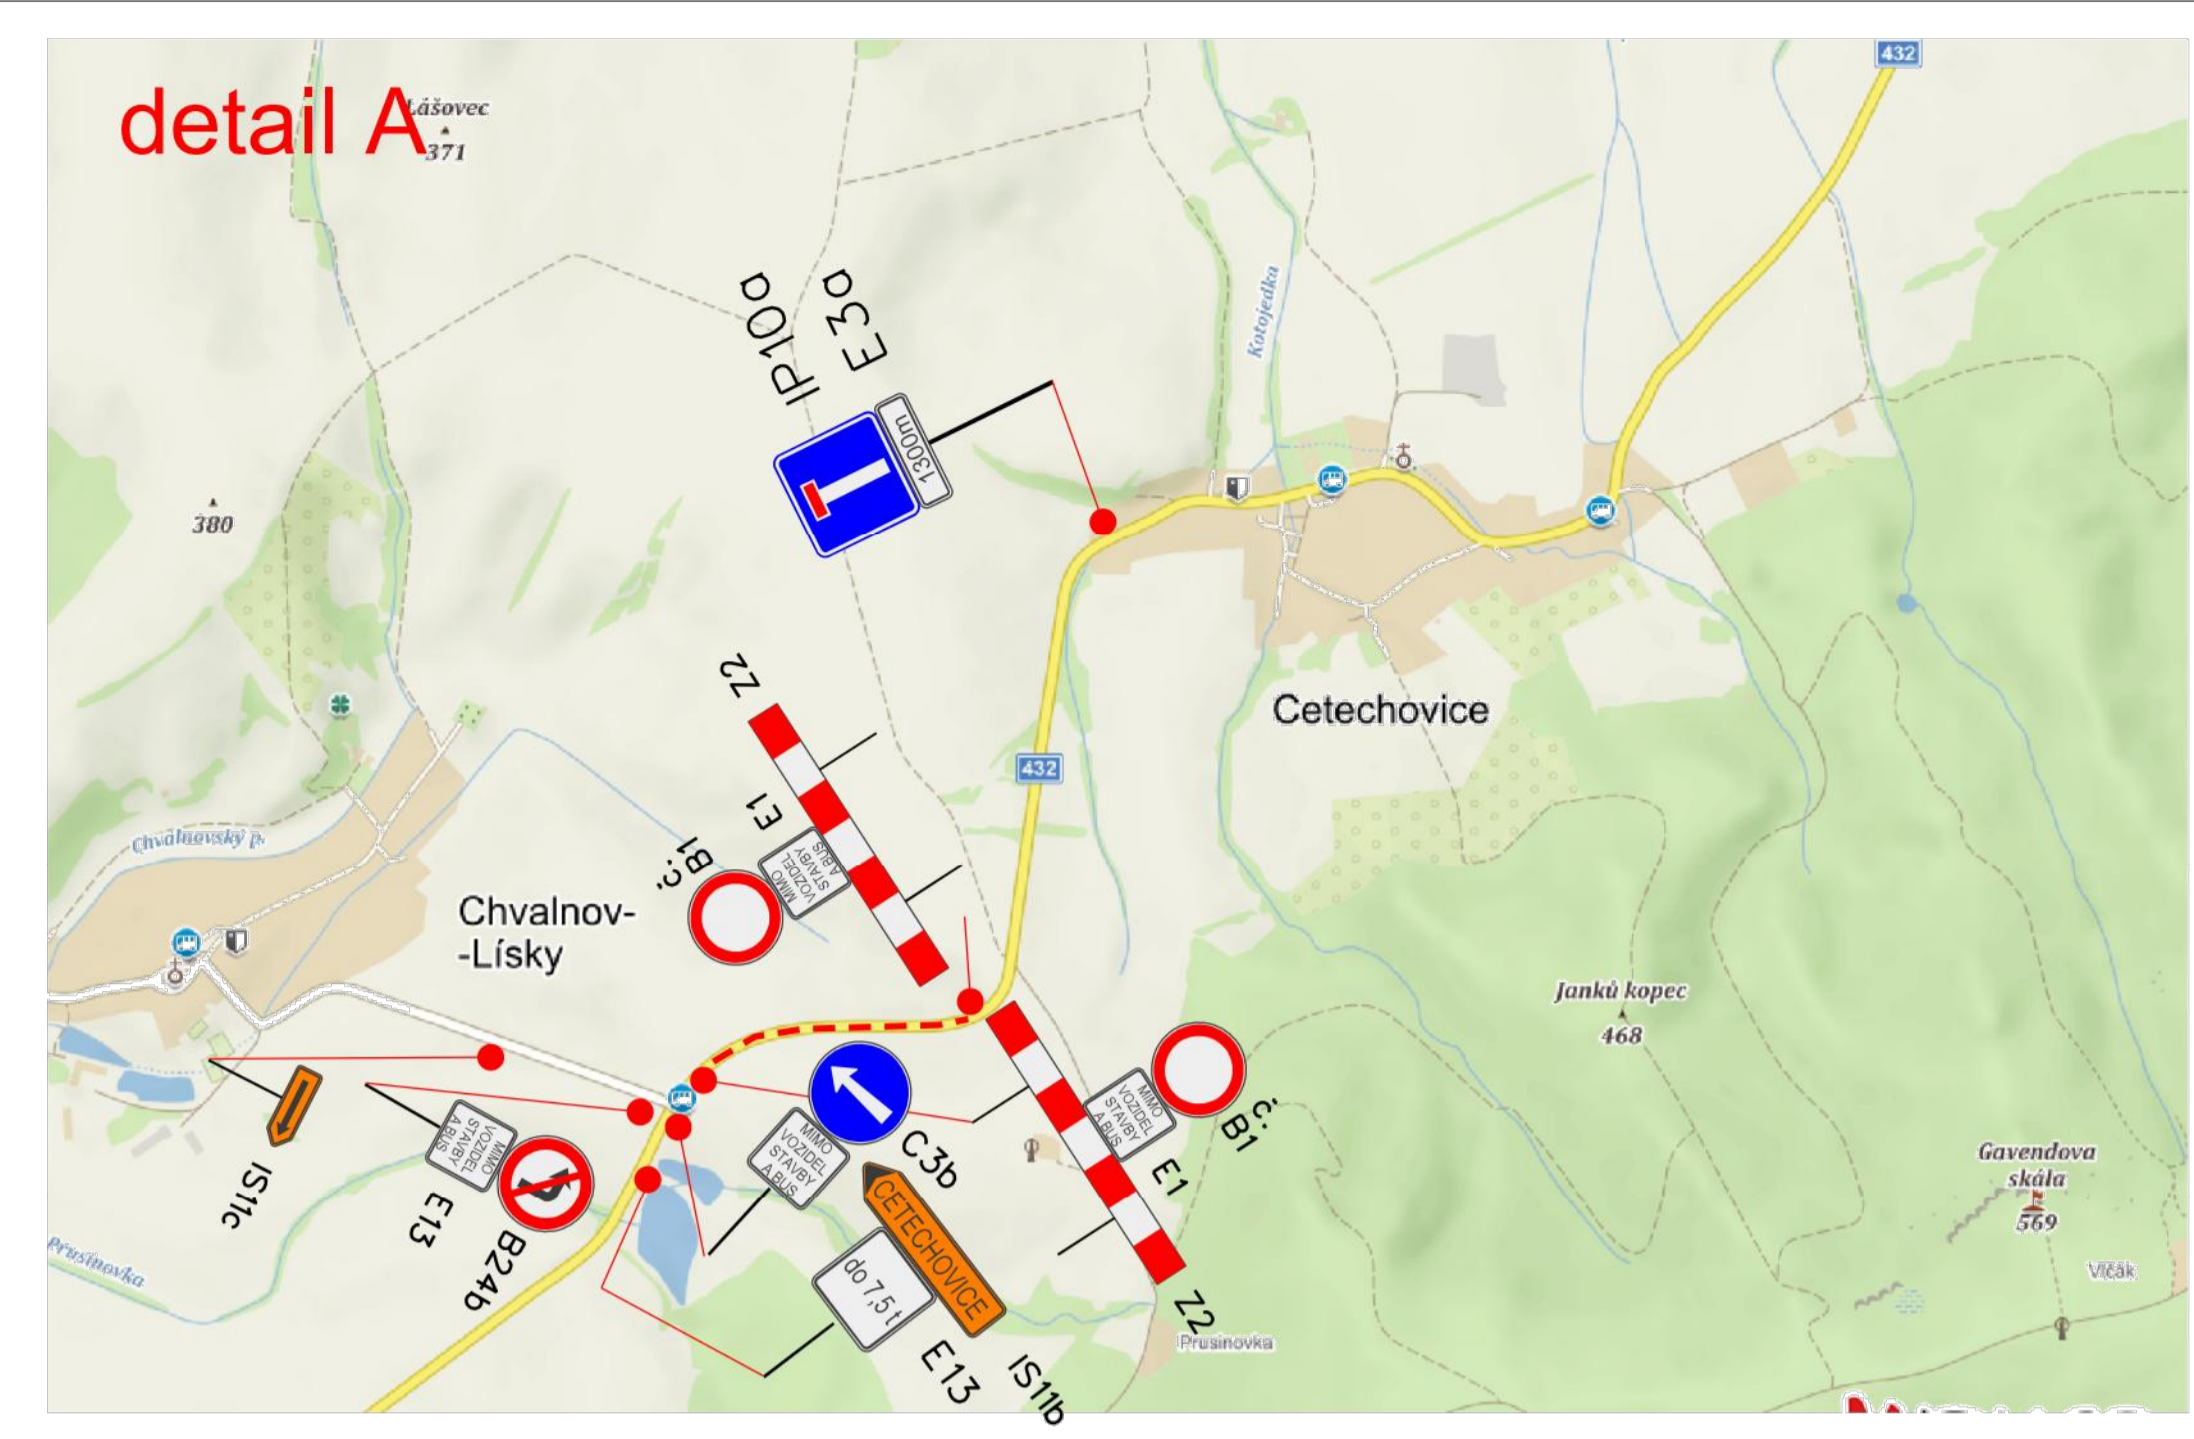 432
detail A
Lášovec
371
IP10a
E3a
1300m
Kotojedka
380
Z2
Cetechovice
432
E1
MIMO
VOZIDEL
STAVBY
A BUS
č.
B1
Chvalnovský p.
Chvalnov-
-Lísky
Janků kopec
468
MIMO
VOZIDEL
STAVBY
A BUS
č.
B1
E1
Z2
C3b
MIMO
VOZIDEL
STAVBY
A BUS
IS11c
MIMO
VOZIDEL
STAVBY
A BUS
E13
B24b
CETECHOVICE
do 7,5 t
E13
IS11b
Gavendova
skála
569
Vlčák
Prusinovka
Prusinovka